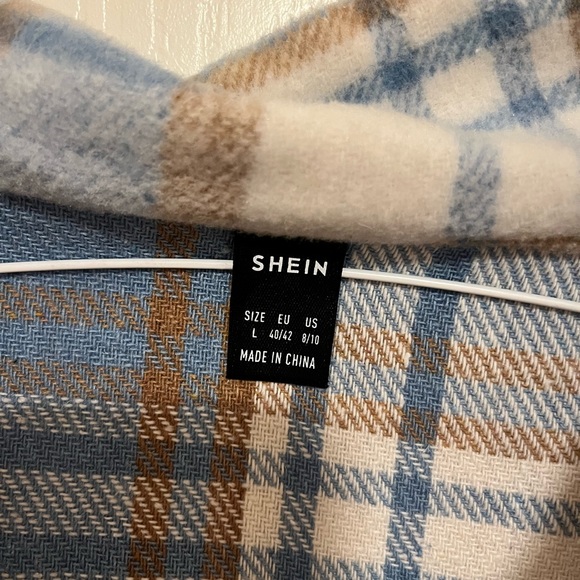 SHEIN
SIZE EU US
L 40/42 8/10
MADE IN CHINA